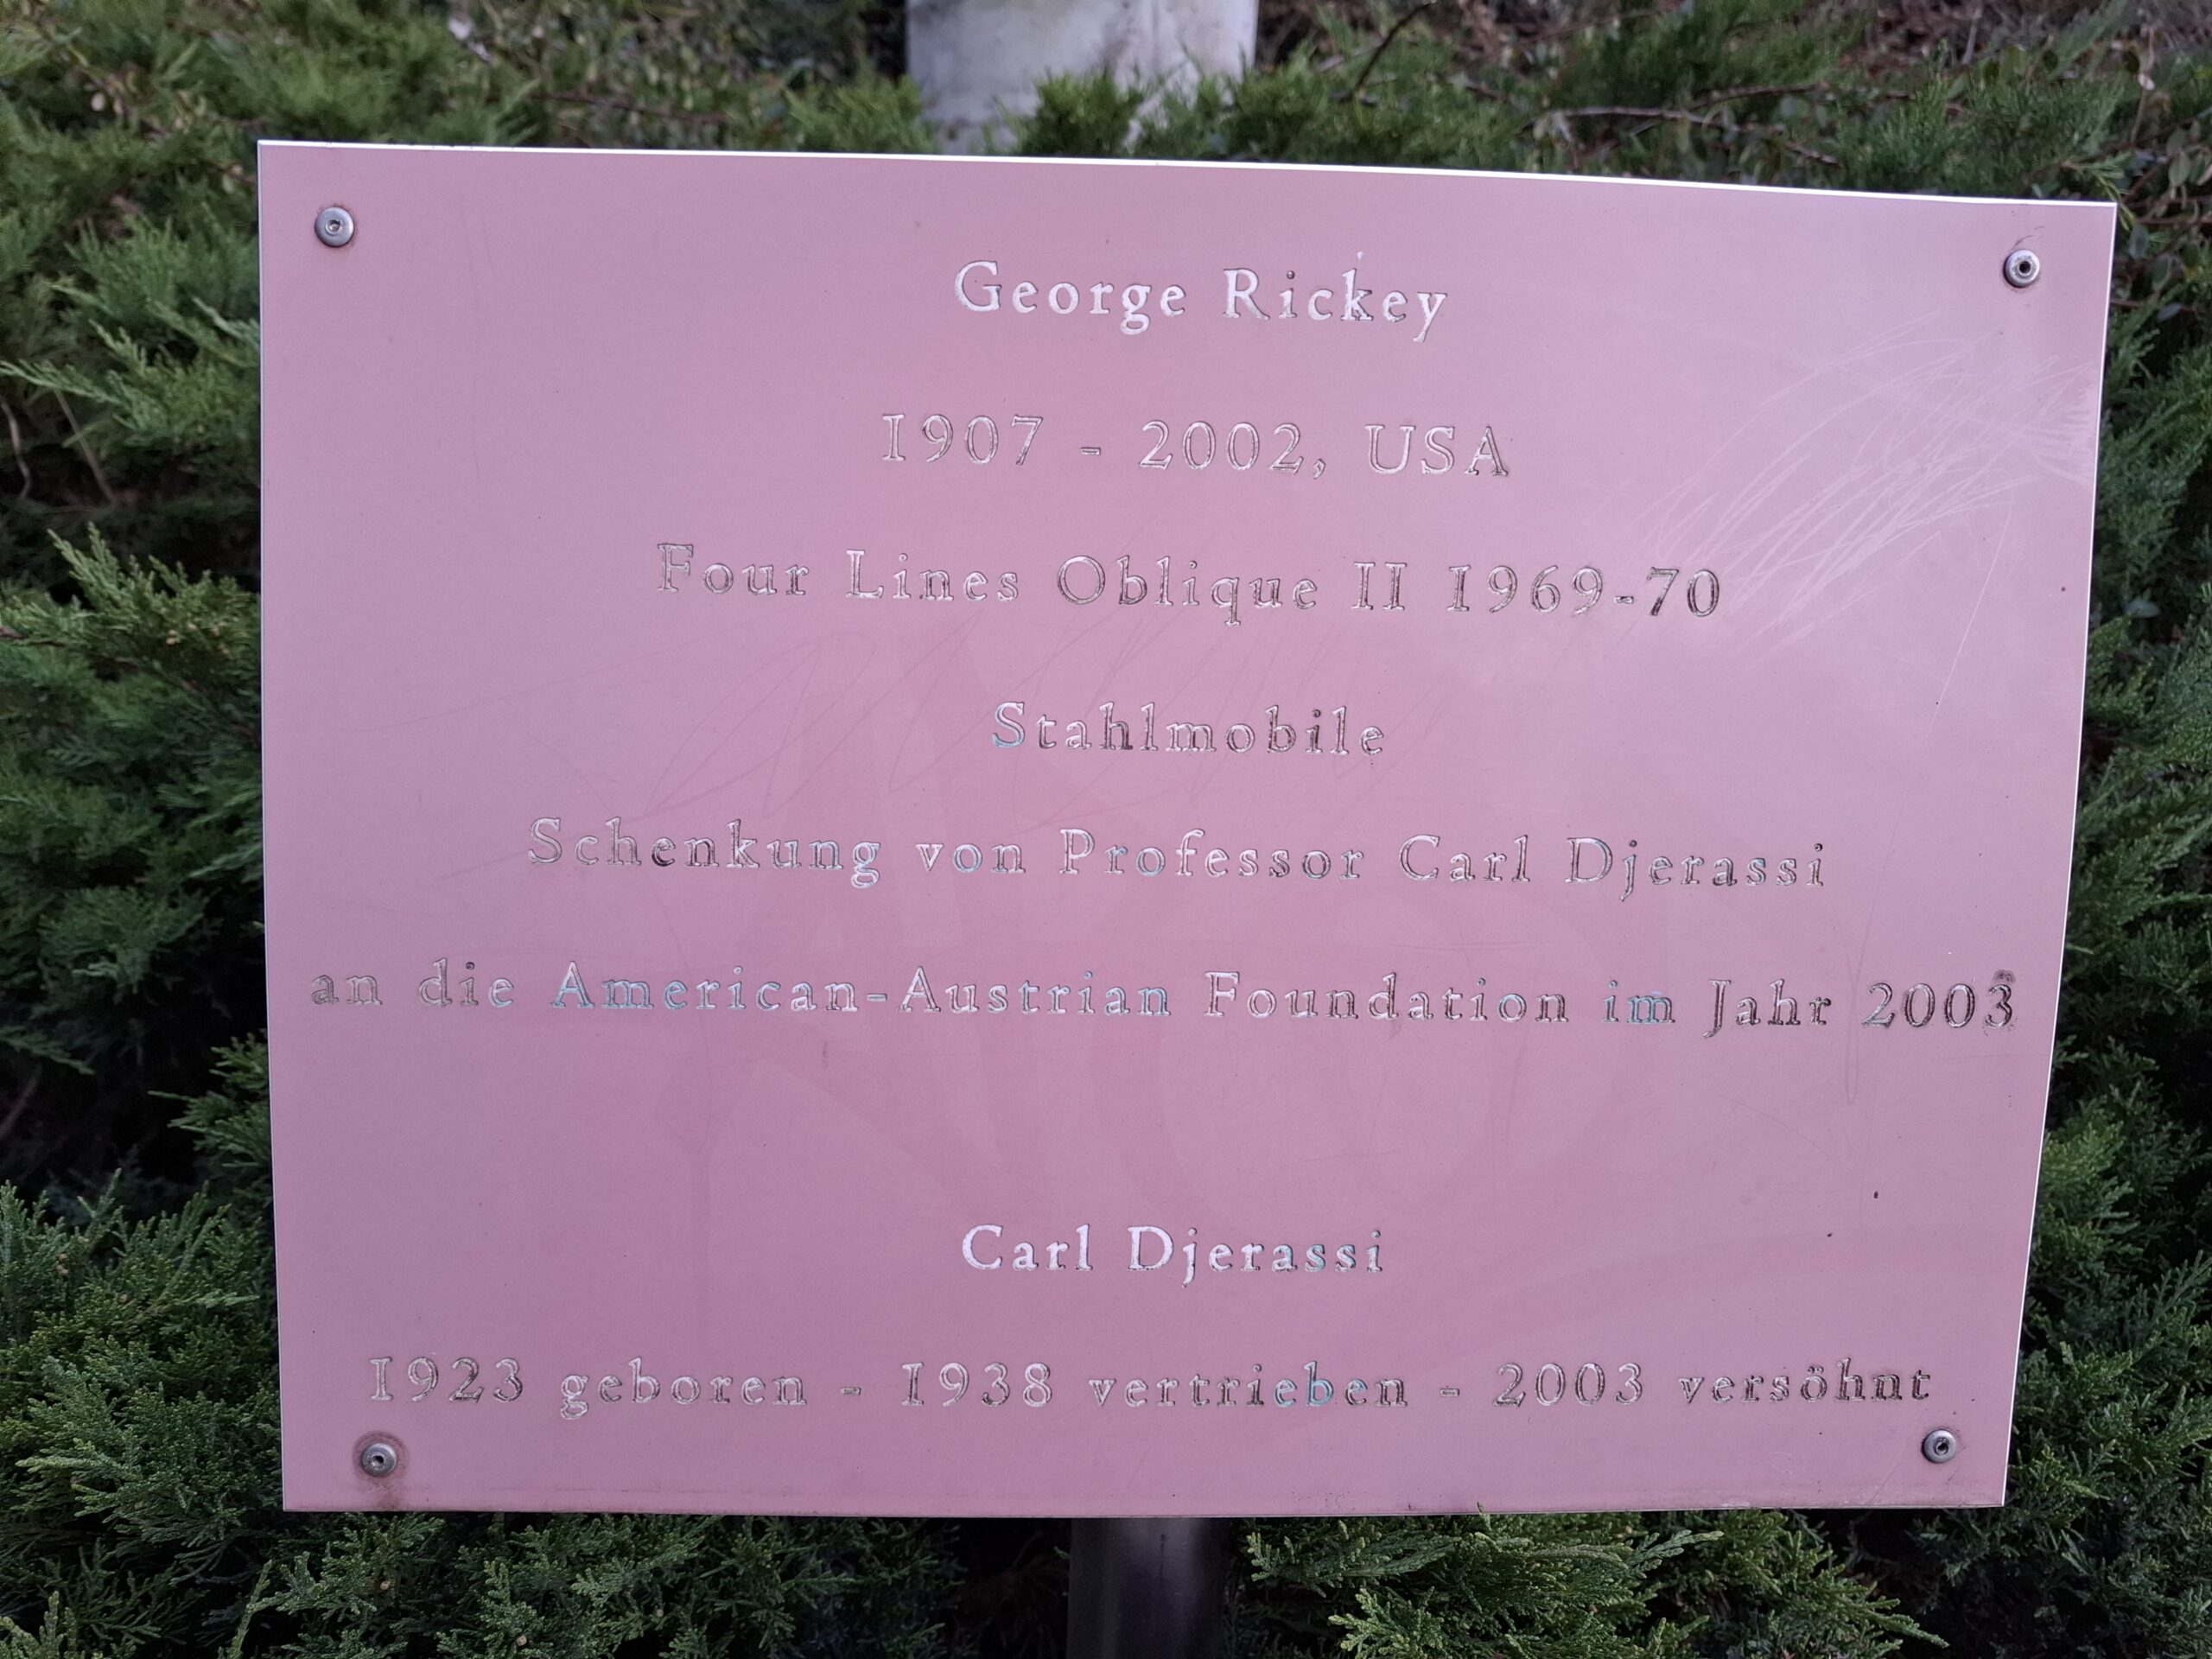 George Rickey
1907 - 2002, USA
Four Lines Oblique II 1969-70
Stahlmobile
Schenkung von Professor Carl Djerassi
an die American-Austrian Foundation im Jahr 2003
Carl Djerassi
1923 geboren - 1938 vertrieben - 2003 versöhnt